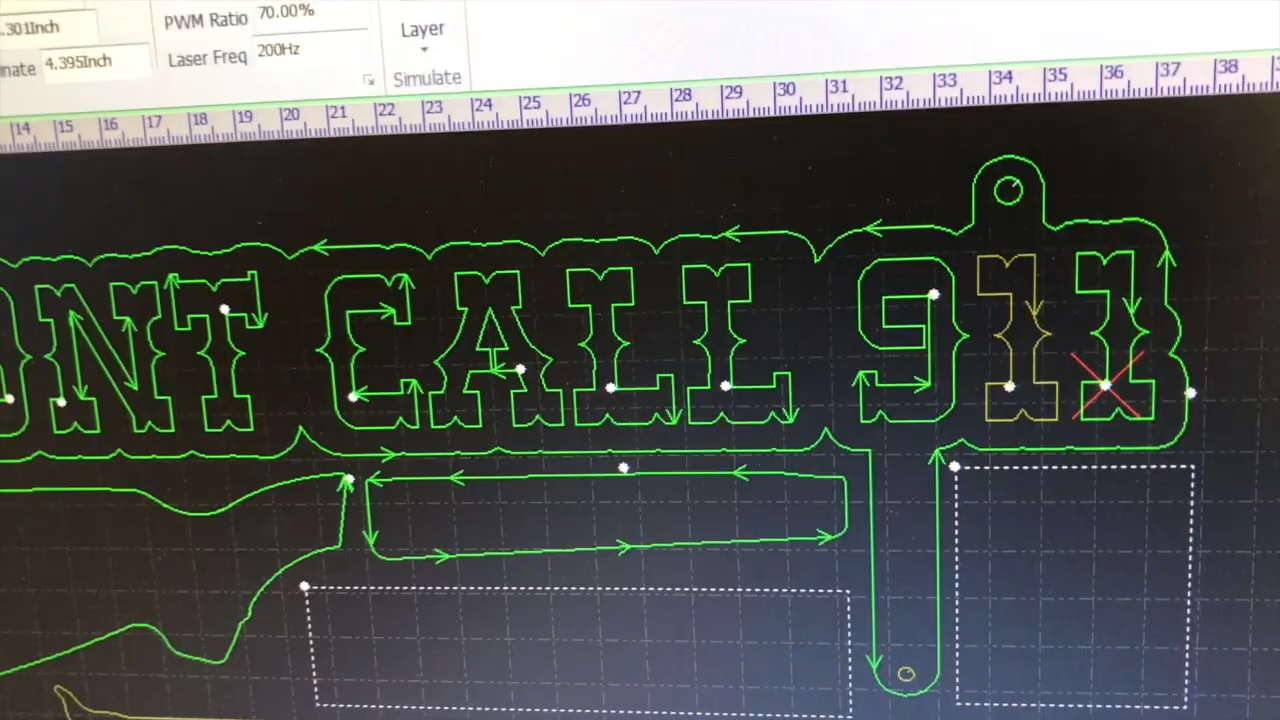 .301Inch
PWM Ratio 70.00%
Layer
nate 4.395Inch
Laser Freq 200Hz
Simulate
14 15 16 17 18 19 20 21 22 23 24 25 26 27 28 29 30 31 32 33 34 35 36 37 38
ONT CALL 911